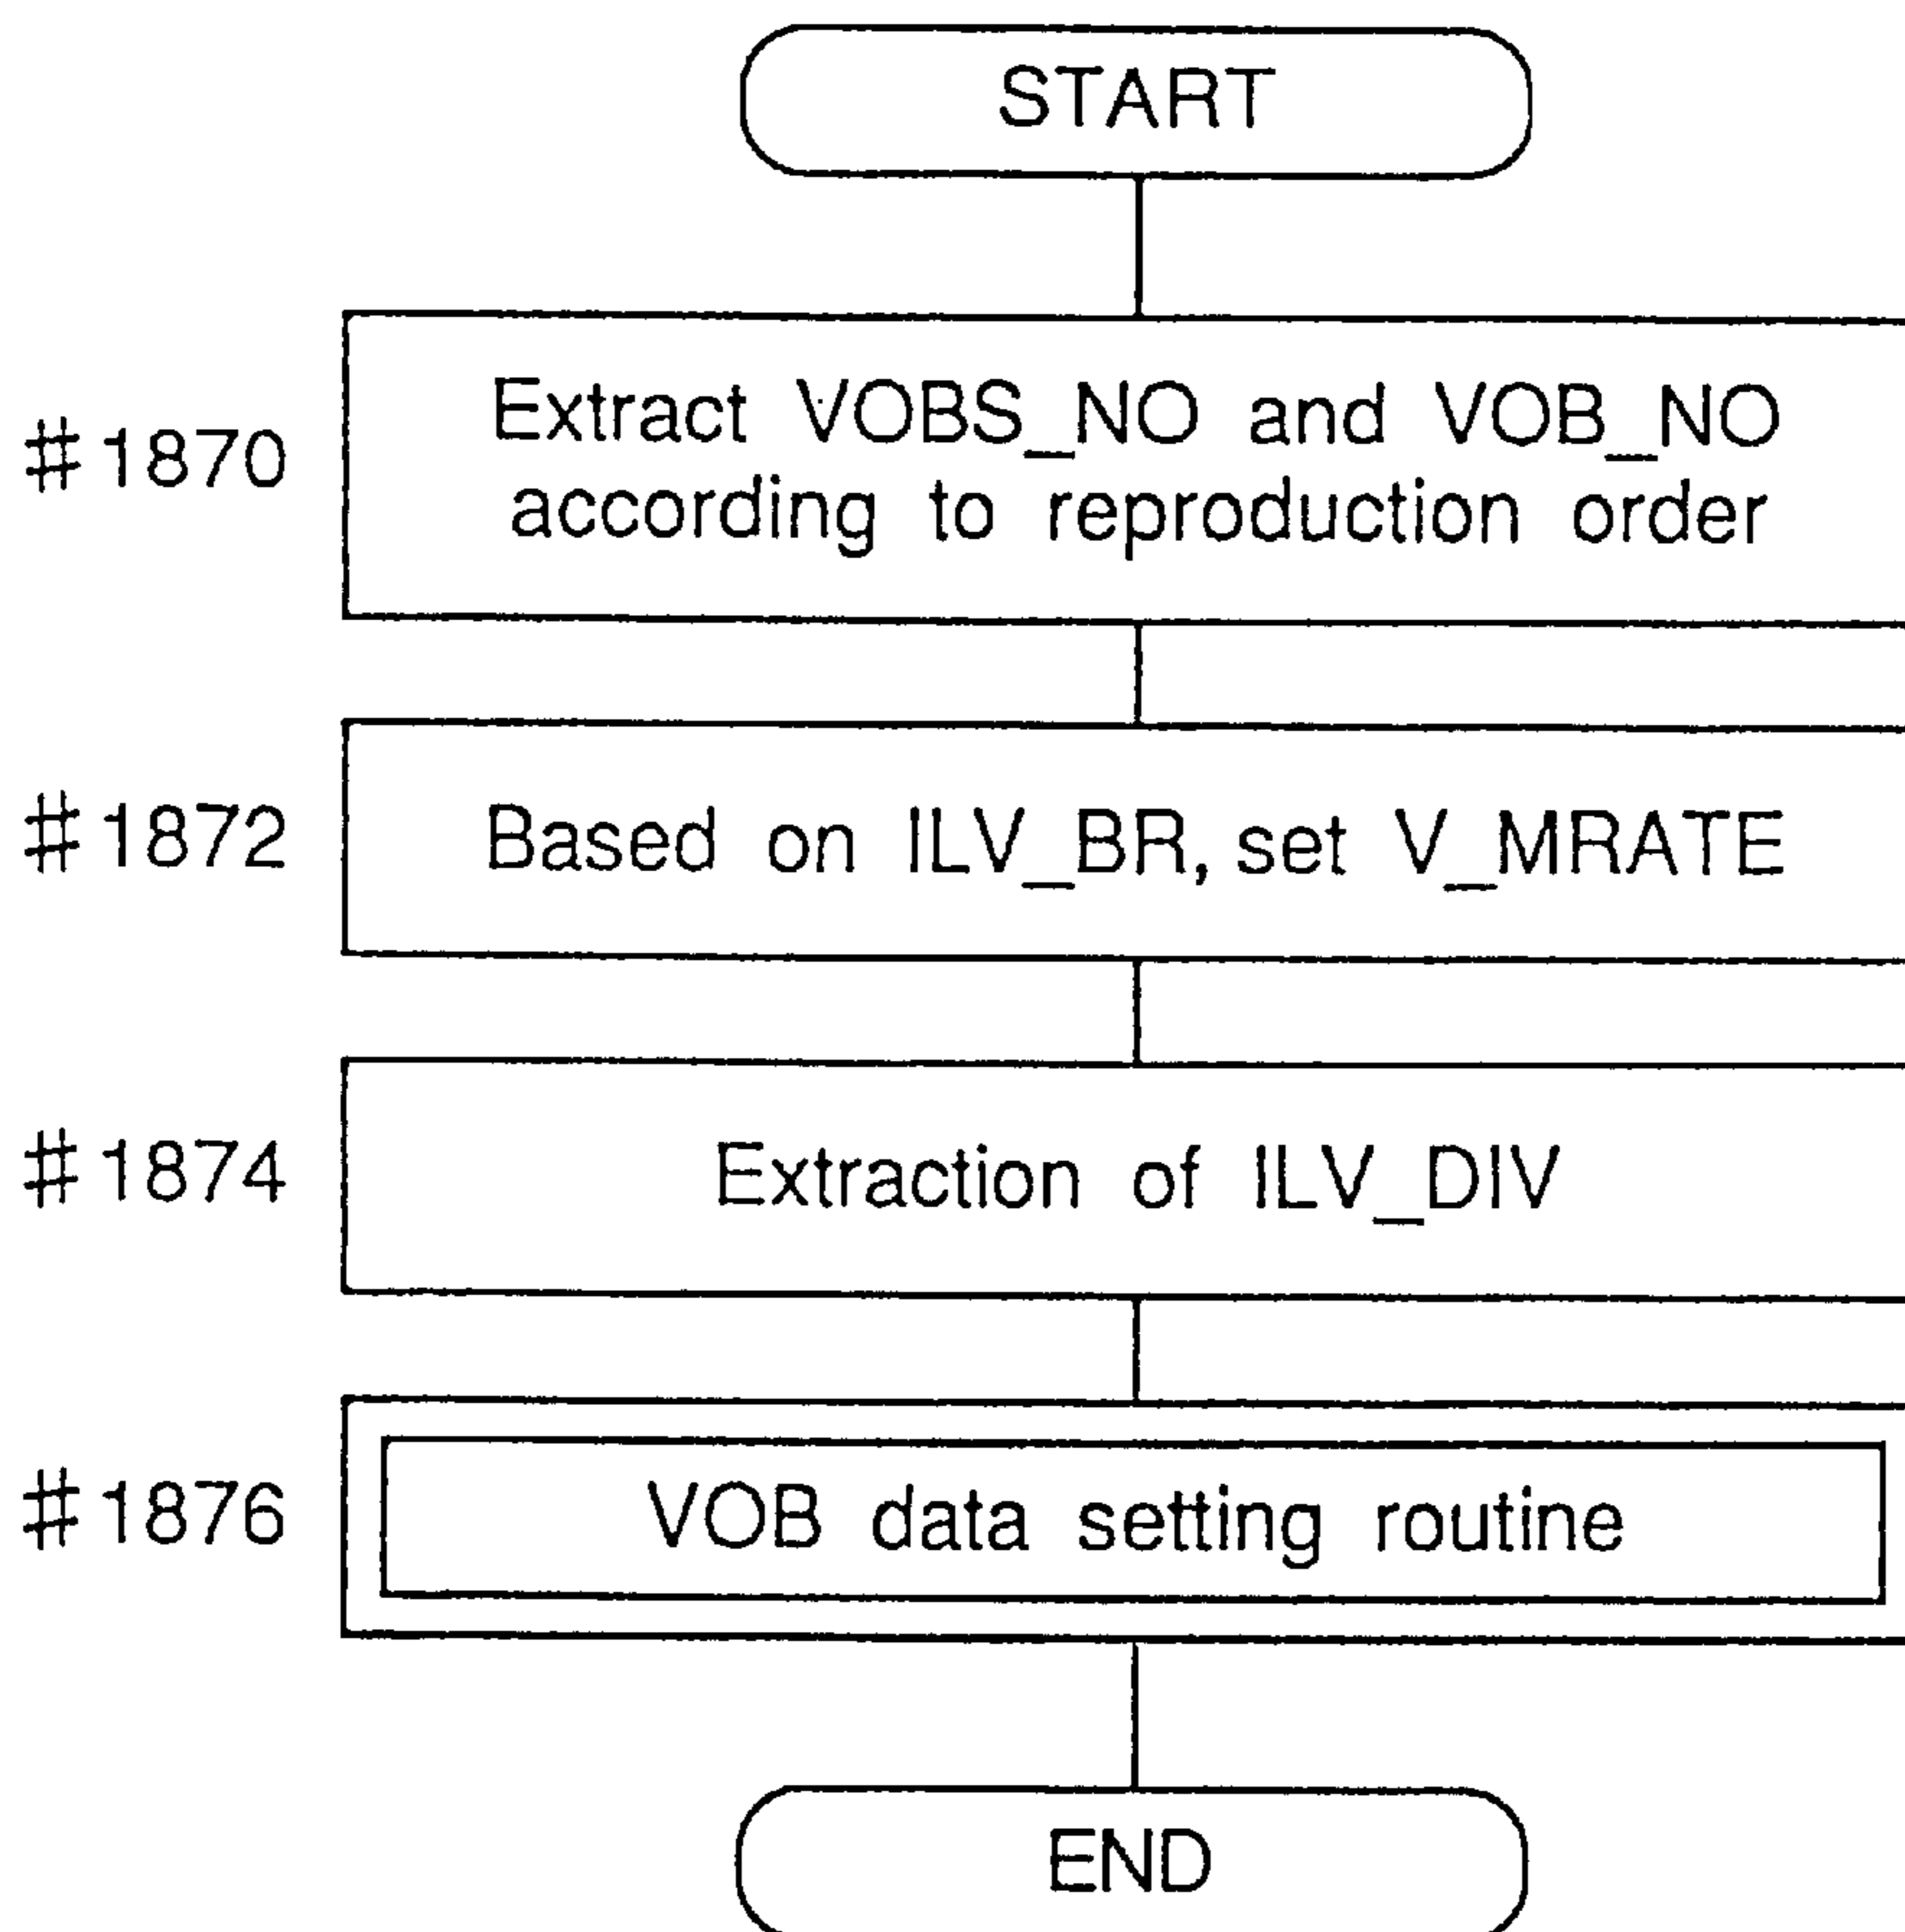 START
#1870
Extract VOBS_NO and VOB_NO
according to reproduction order
#1872
Based on ILV_BR, set V_MRATE
#1874
Extraction of ILV_DIV
#1876
VOB data setting routine
END